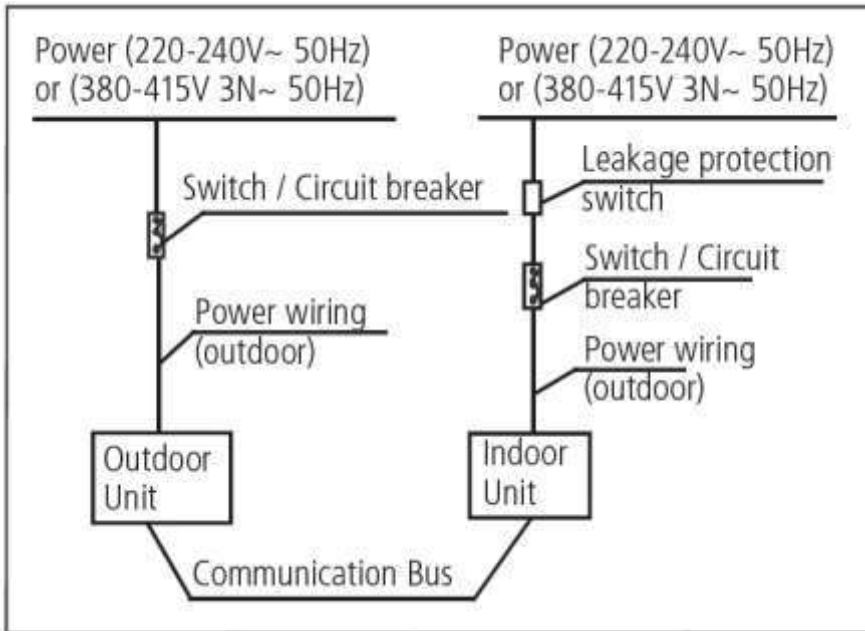 Power (220-240V~ 50Hz)
or (380-415V 3N~ 50Hz)
Switch / Circuit breaker
Power wiring
(outdoor)
Outdoor
Unit
Power (220-240V~ 50Hz)
or (380-415V 3N~ 50Hz)
Leakage protection
switch
Switch / Circuit
breaker
Power wiring
(outdoor)
Indoor
Unit
Communication Bus